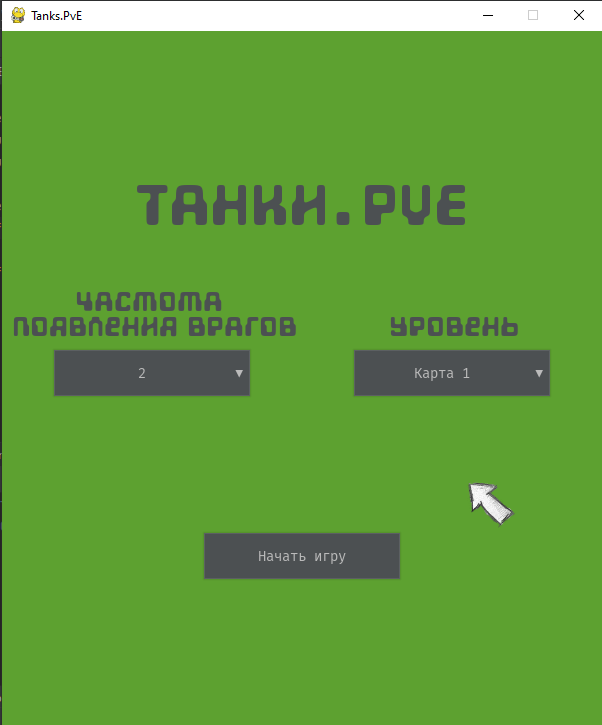 Tanks.PvE
ТАНКИ.PVE
ЧАСТОТА
ПОЯВЛЕНИЯ ВРАГОВ
УРОВЕНЬ
2
Карта 1
Начать игру